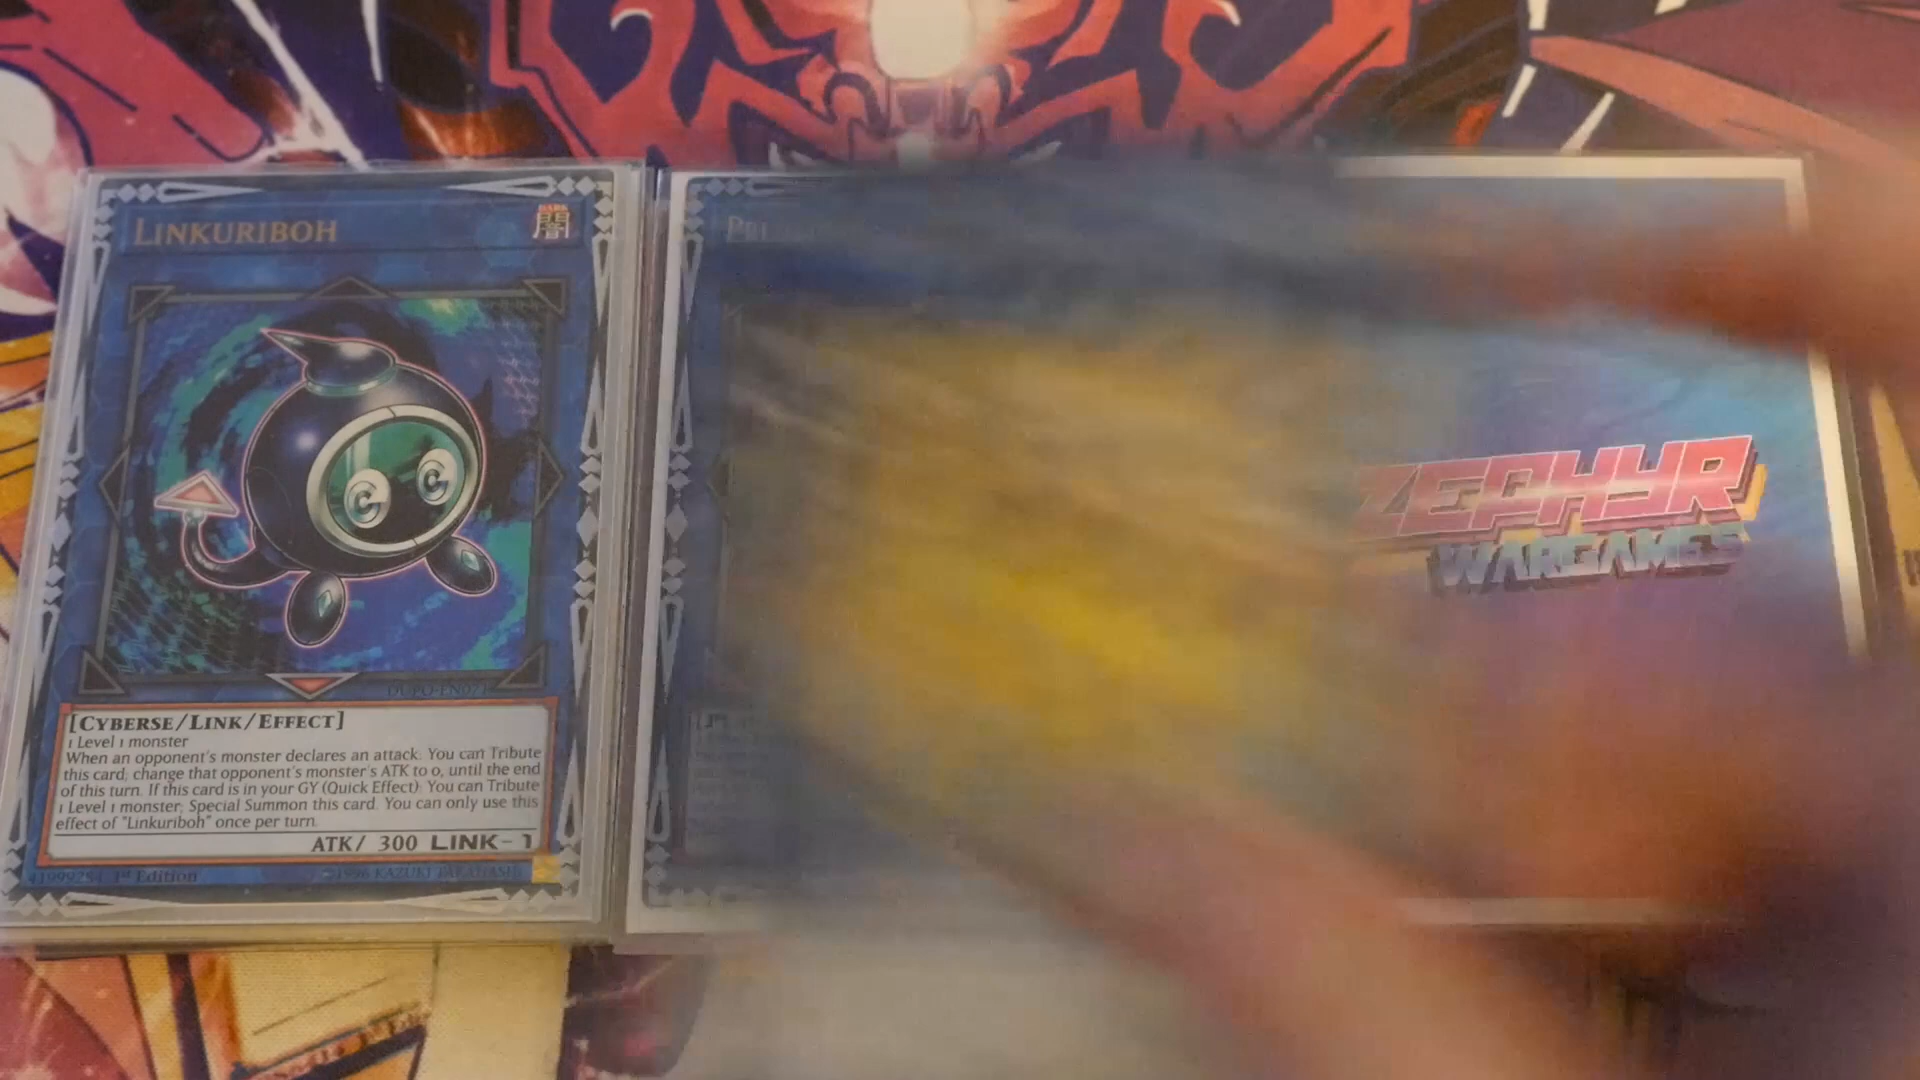 LINKURIBOH
DARK
闇
DUPO-EN071
[CYBERSE/LINK/EFFECT]
1 Level 1 monster
When an opponent's monster declares an attack: You can Tribute
this card; change that opponent's monster's ATK to 0, until the end
of this turn. If this card is in your GY (Quick Effect): You can Tribute
1 Level 1 monster; Special Summon this card. You can only use this
effect of "Linkuriboh" once per turn.
ATK/ 300 LINK-1
41999284 1st Edition
©1996 KAZUKI TAKAHASHI
ZEPHYR
WARGAMES